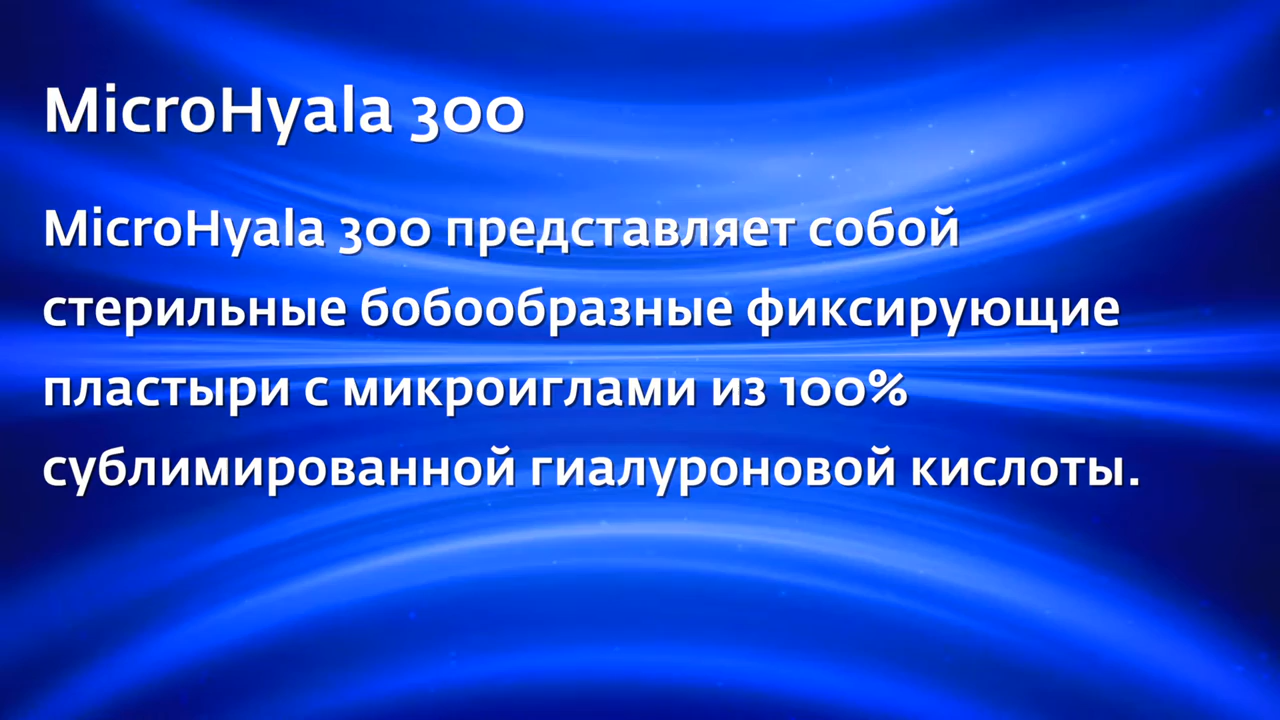 MicroHyala 300
MicroHyala 300 представляет собой
стерильные бобообразные фиксирующие
пластыри с микроиглами из 100%
сублимированной гиалуроновой кислоты.